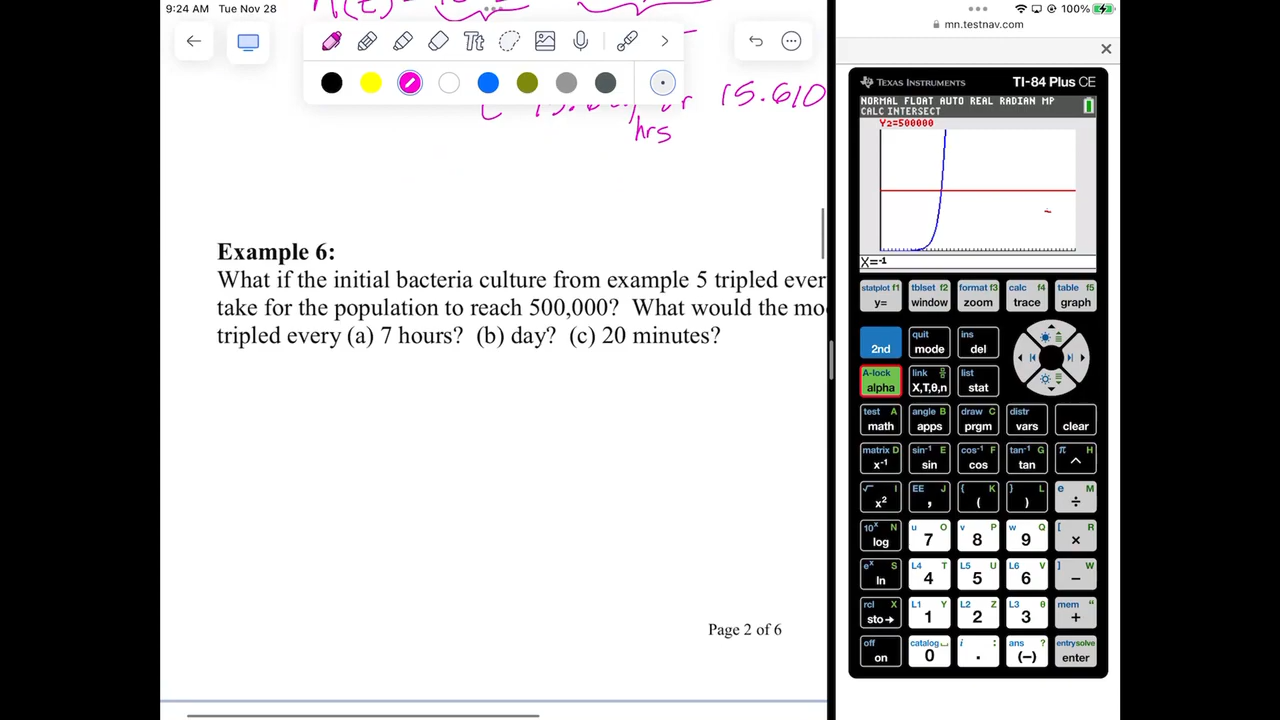 9:24 AM Tue Nov 28
100%
mn.testnav.com
Tt
15.610
hrs
Example 6:
What if the initial bacteria culture from example 5 tripled ever
take for the population to reach 500,000? What would the mo
tripled every (a) 7 hours? (b) day? (c) 20 minutes?
Page 2 of 6
TEXAS INSTRUMENTS TI-84 Plus CE
NORMAL FLOAT AUTO REAL RADIAN MP
CALC INTERSECT
Y2=500000
X=-1
statplot f1 tblset f2 format f3 calc f4 table f5
y= window zoom trace graph
quit ins
2nd mode del
A-lock link list
alpha X,T,θ,n stat
test A angle B draw C distr
math apps prgm vars clear
matrix D sin⁻¹ E cos⁻¹ F tan⁻¹ G π H
x⁻¹ sin cos tan ^
√ I EE J { K } L e M
x² , ( ) ÷
10ˣ N u O v P w Q [ R
log 7 8 9 ×
eˣ S L4 T L5 U L6 V ] W
ln 4 5 6 −
rcl X L1 Y L2 Z L3 θ mem "
sto→ 1 2 3 +
off catalog i : ans ? entry solve
on 0 . (-) enter